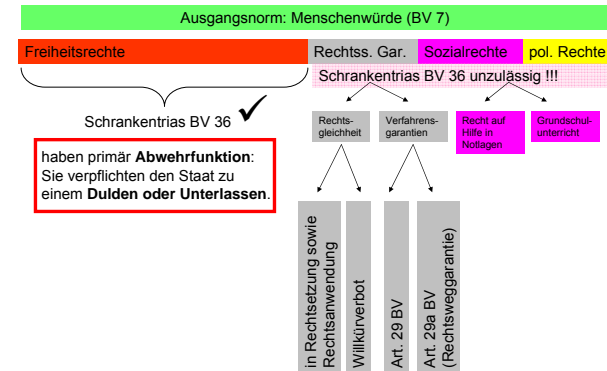 Ausgangsnorm: Menschenwürde (BV 7)
Freiheitsrechte
Rechtss. Gar.
Sozialrechte
pol. Rechte
Schrankentrias BV 36 unzulässig !!!
Schrankentrias BV 36
haben primär Abwehrfunktion:
Sie verpflichten den Staat zu
einem Dulden oder Unterlassen.
Rechts-
gleichheit
Verfahrens-
garantien
Recht auf
Hilfe in
Notlagen
Grundschul-
unterricht
in Rechtsetzung sowie
Rechtsanwendung
Willkürverbot
Art. 29 BV
Art. 29a BV
(Rechtsweggarantie)